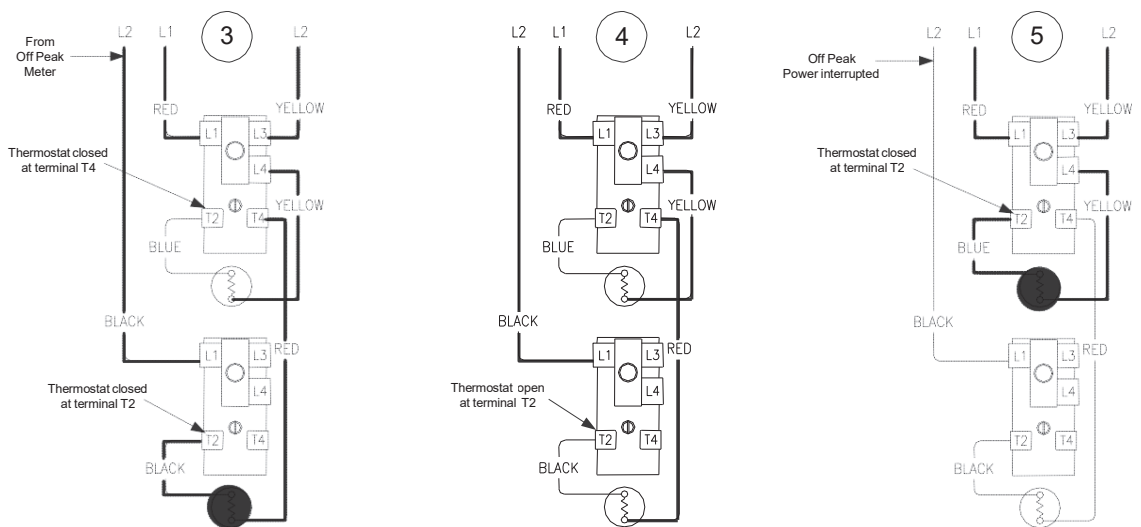 L2
L1
3
L2
From
Off Peak
Meter
RED
YELLOW
L1
L3
Thermostat closed
at terminal T4
L4
YELLOW
T2
T4
BLUE
BLACK
RED
L1
L3
L4
Thermostat closed
at terminal T2
T2
T4
BLACK
L2
L1
4
L2
RED
YELLOW
L1
L3
L4
YELLOW
T2
T4
BLUE
BLACK
RED
L1
L3
L4
Thermostat open
at terminal T2
T2
T4
BLACK
L2
L1
5
L2
Off Peak
Power interrupted
RED
YELLOW
L1
L3
Thermostat closed
at terminal T2
L4
YELLOW
T2
T4
BLUE
BLACK
RED
L1
L3
L4
T2
T4
BLACK